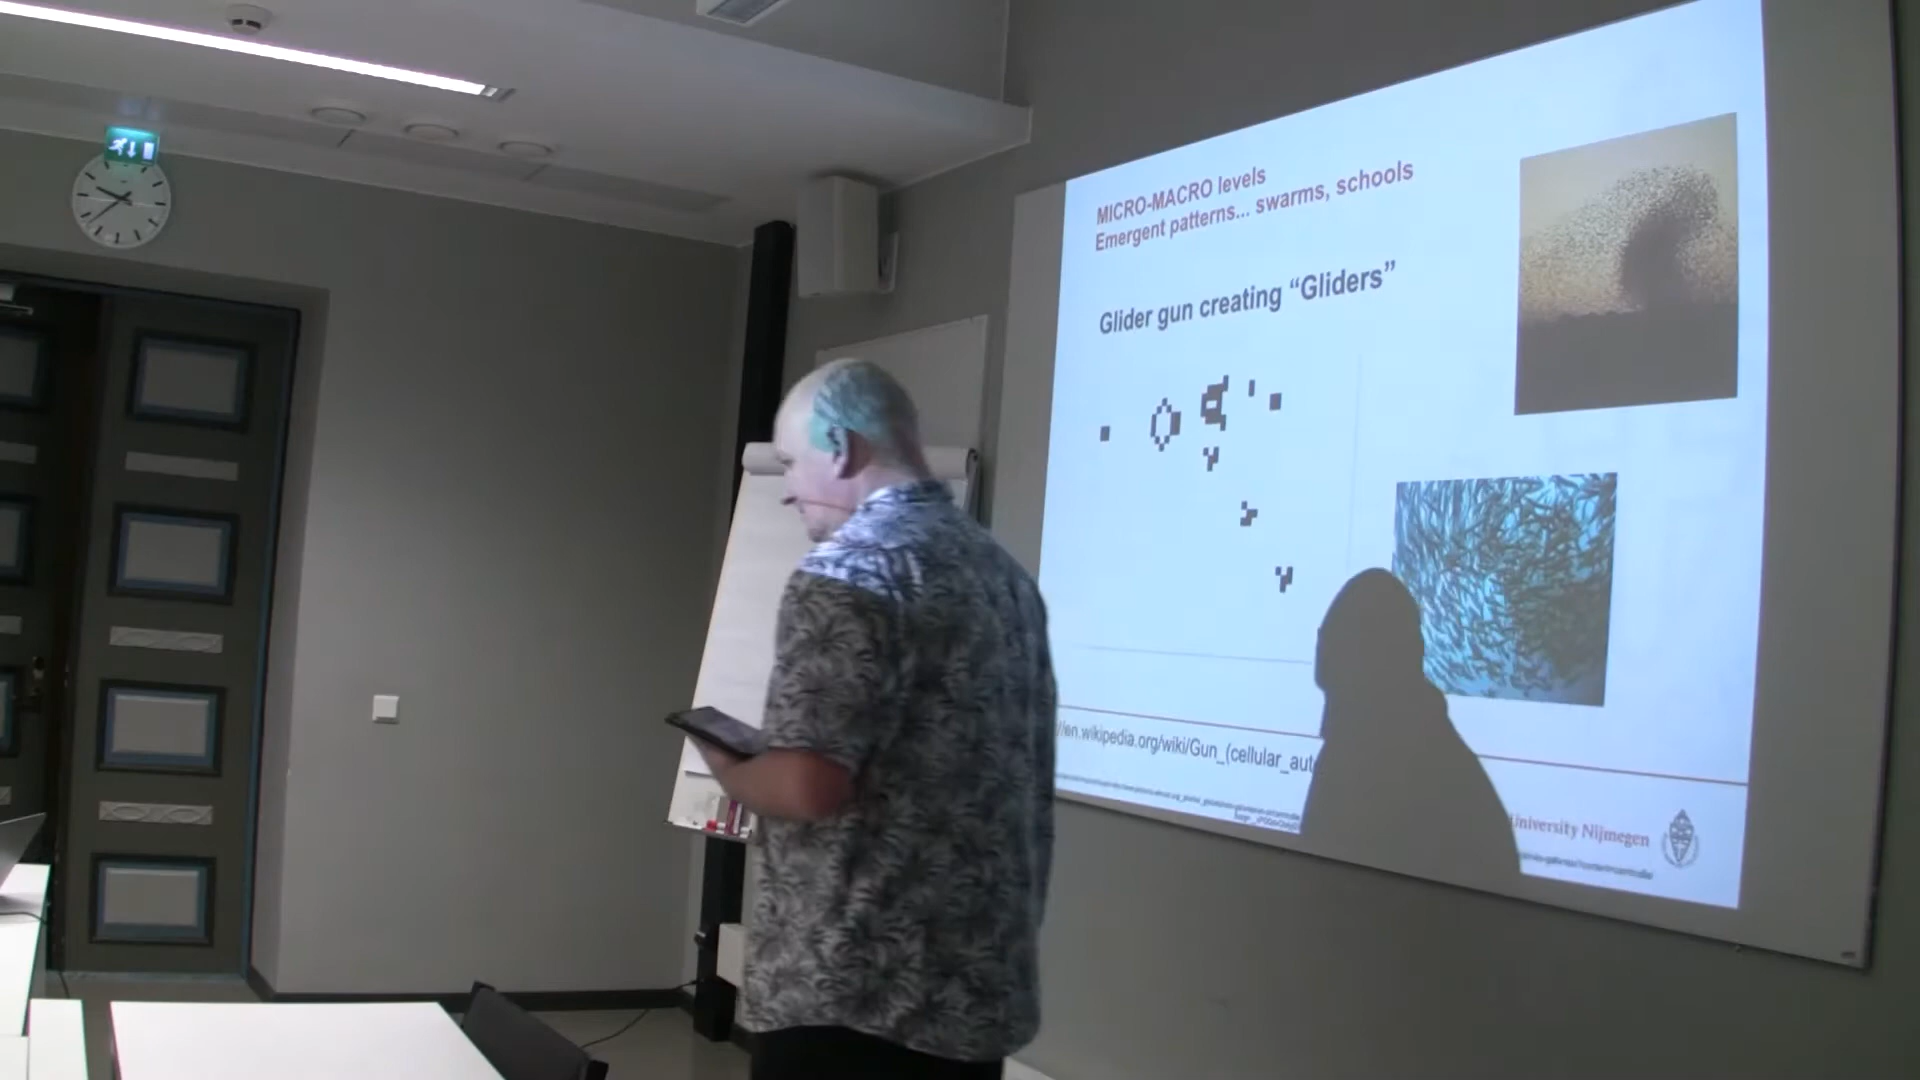 MICRO-MACRO levels
Emergent patterns... swarms, schools
Glider gun creating “Gliders”
//en.wikipedia.org/wiki/Gun_(cellular_aut
University Nijmegen